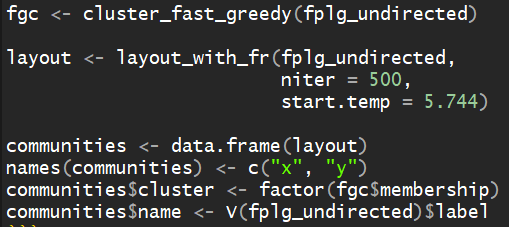 fgc <- cluster_fast_greedy(fplg_undirected)
layout <- layout_with_fr(fplg_undirected,
niter = 500,
start.temp = 5.744)
communities <- data.frame(layout)
names(communities) <- c("x", "y")
communities$cluster <- factor(fgc$membership)
communities$name <- V(fplg_undirected)$label
```